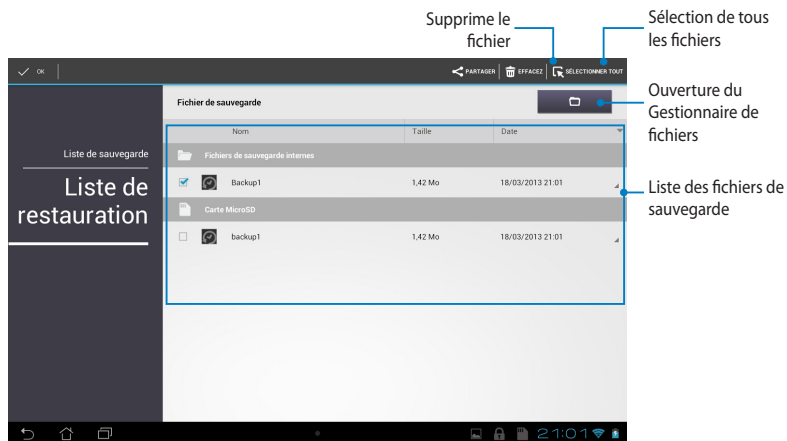 Supprime le
fichier
Sélection de tous
les fichiers
OK
PARTAGER
EFFACEZ
SÉLECTIONNER TOUT
Fichier de sauvegarde
Ouverture du
Gestionnaire de
fichiers
Nom Taille Date
Liste de sauvegarde
Liste de
restauration
Fichiers de sauvegarde internes
Backup1 1,42 Mo 18/03/2013 21:01
Liste des fichiers de
sauvegarde
Carte MicroSD
backup1 1,42 Mo 18/03/2013 21:01
21:01